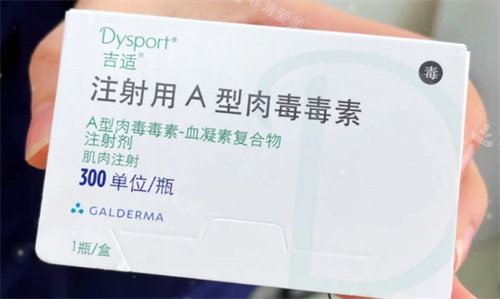 Dysport®
吉适®
毒
注射用 A 型肉毒毒素
A型肉毒毒素-血凝素复合物
注射剂
肌肉注射
300 单位/瓶
GALDERMA
1瓶/盒